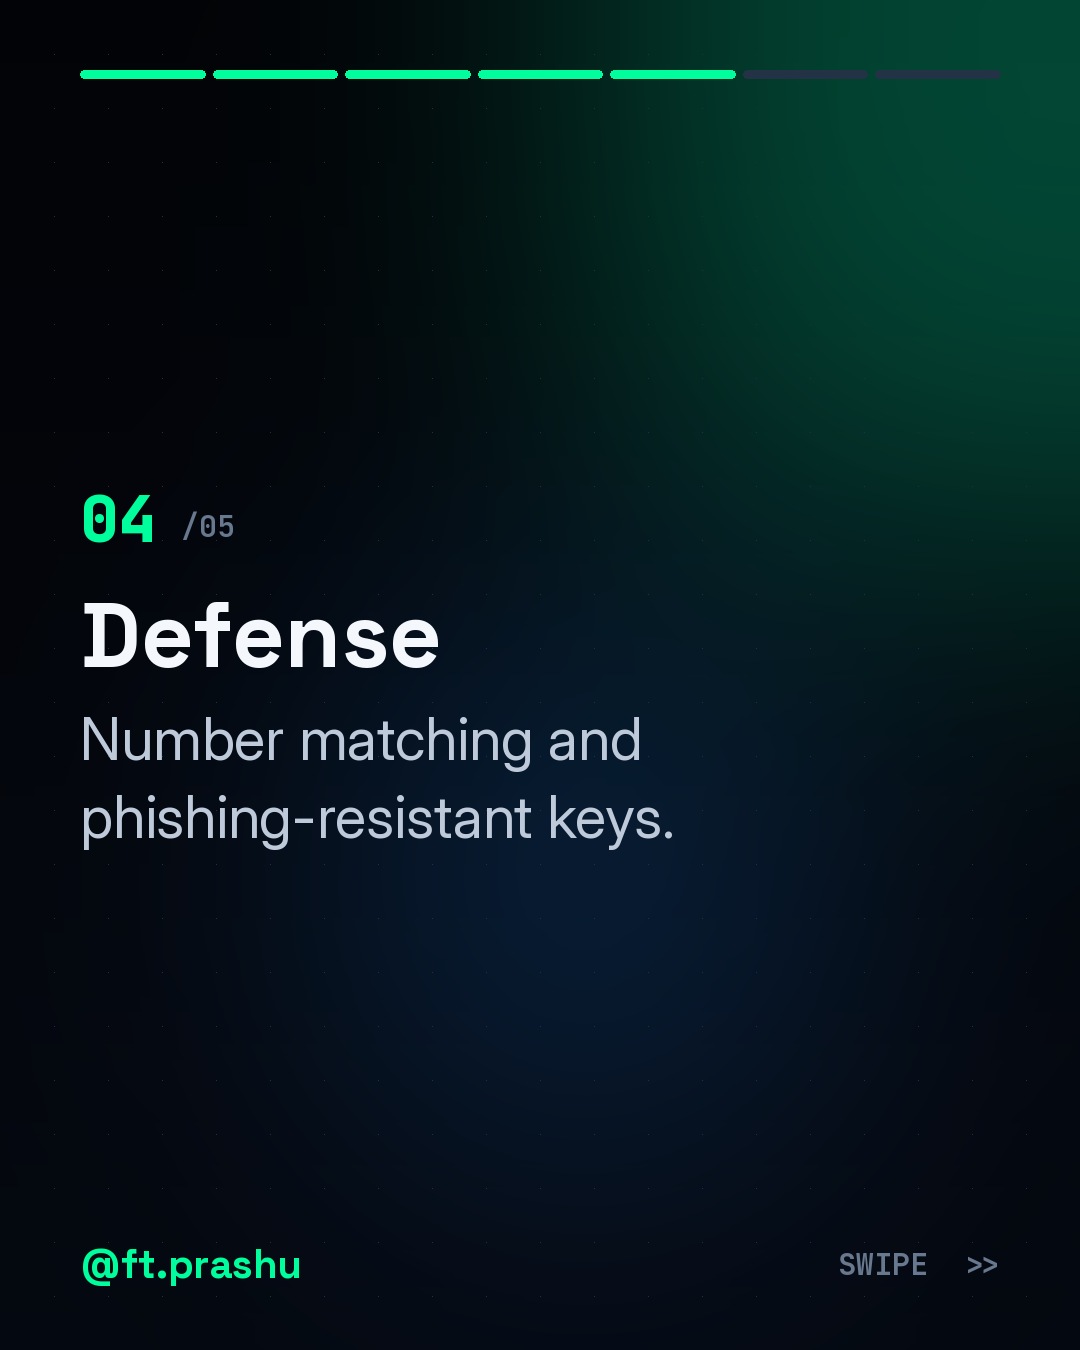 04 /05
Defense
Number matching and
phishing-resistant keys.
@ft.prashu
SWIPE >>